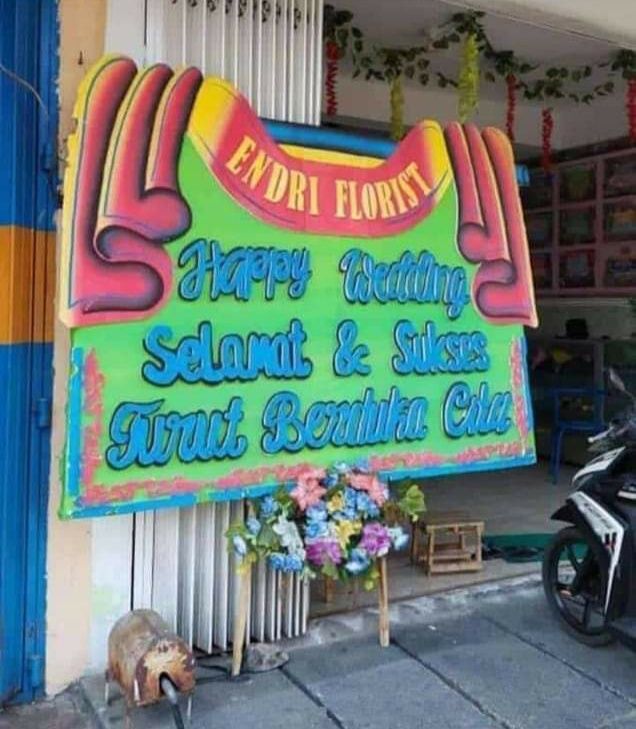 ENDRI FLORIST
Happy Wedding
Selamat & Sukses
Turut Berduka Cita